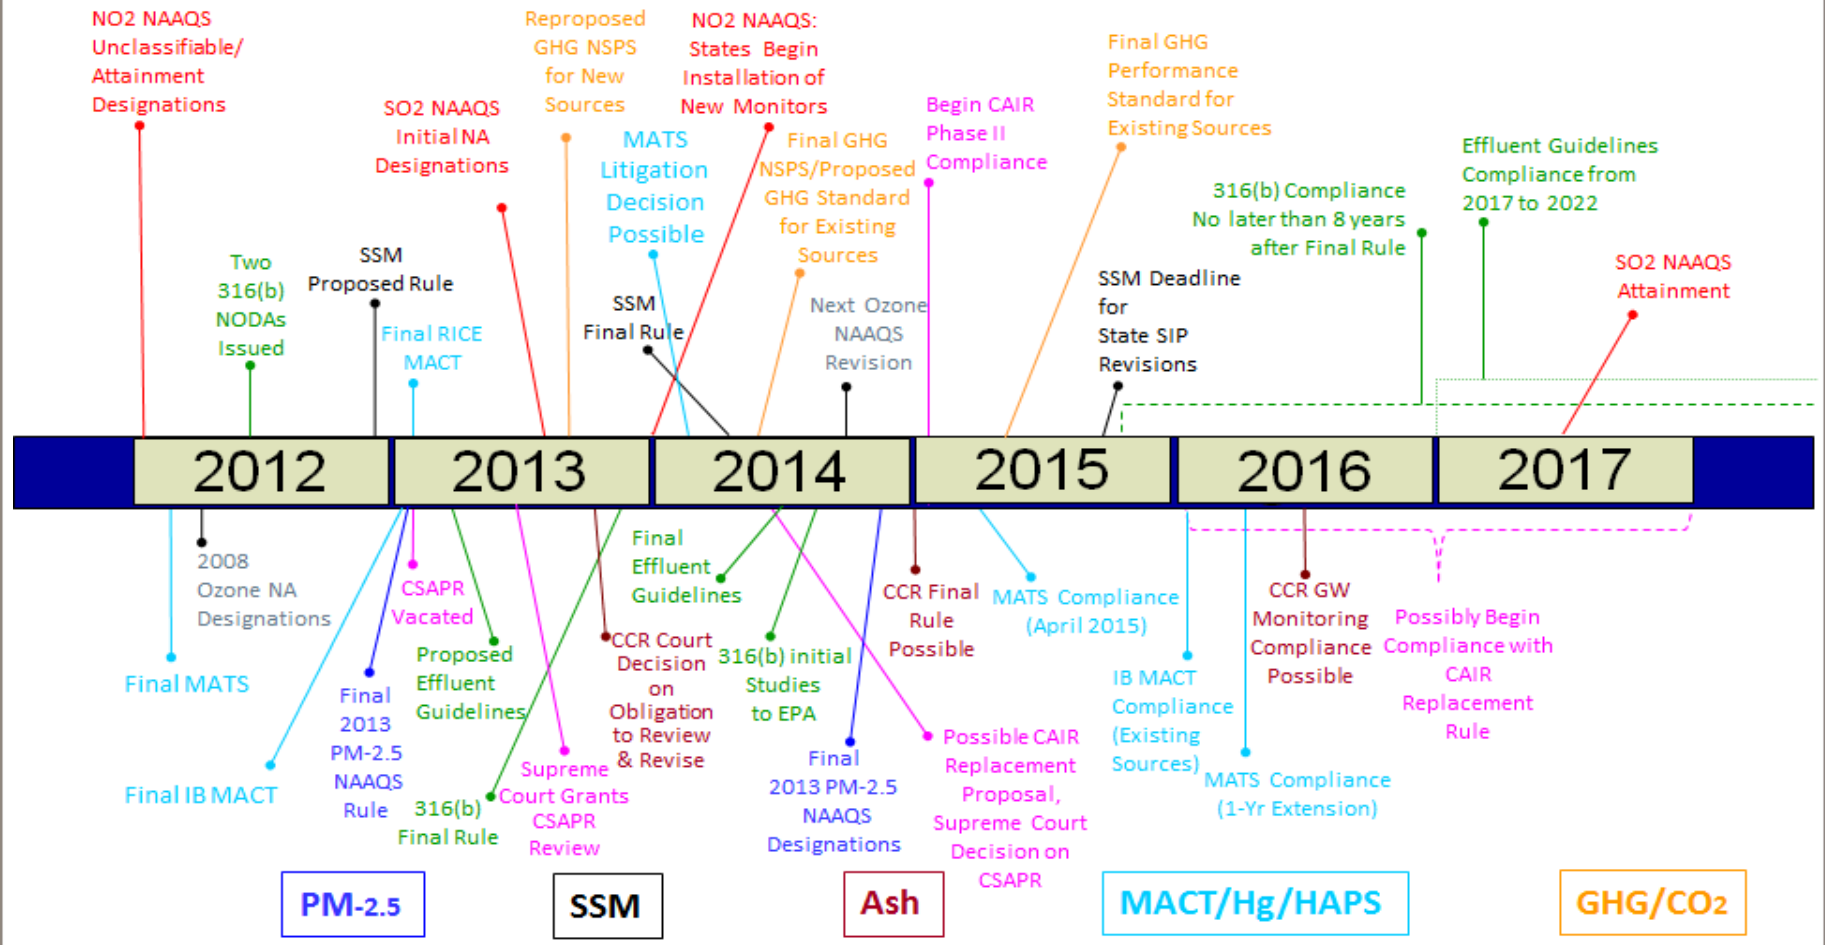 NO2 NAAQS
Unclassifiable/
Attainment
Designations
Two
316(b)
NODAs
Issued
SSM
Proposed Rule
Final RICE
MACT
SO2 NAAQS
Initial NA
Designations
Reproposed
GHG NSPS
for New
Sources
MATS
Litigation
Decision
Possible
SSM
Final Rule
NO2 NAAQS:
States Begin
Installation of
New Monitors
Final GHG
NSPS/Proposed
GHG Standard
for Existing
Sources
Next Ozone
NAAQS
Revision
Begin CAIR
Phase II
Compliance
Final GHG
Performance
Standard for
Existing Sources
SSM Deadline
for
State SIP
Revisions
316(b) Compliance
No later than 8 years
after Final Rule
Effluent Guidelines
Compliance from
2017 to 2022
SO2 NAAQS
Attainment
2012
2013
2014
2015
2016
2017
Final MATS
2008
Ozone NA
Designations
Final IB MACT
Final
2013
PM-2.5
NAAQS
Rule
CSAPR
Vacated
Proposed
Effluent
Guidelines
316(b)
Final Rule
Supreme
Court Grants
CSAPR
Review
CCR Court
Decision
on
Obligation
to Review
& Revise
Final
Effluent
Guidelines
316(b) initial
Studies
to EPA
Final
2013 PM-2.5
NAAQS
Designations
CCR Final
Rule
Possible
Possible CAIR
Replacement
Proposal,
Supreme Court
Decision on
CSAPR
MATS Compliance
(April 2015)
IB MACT
Compliance
(Existing
Sources)
MATS Compliance
(1-Yr Extension)
CCR GW
Monitoring
Compliance
Possible
Possibly Begin
Compliance with
CAIR
Replacement
Rule
PM-2.5
SSM
Ash
MACT/Hg/HAPS
GHG/CO2